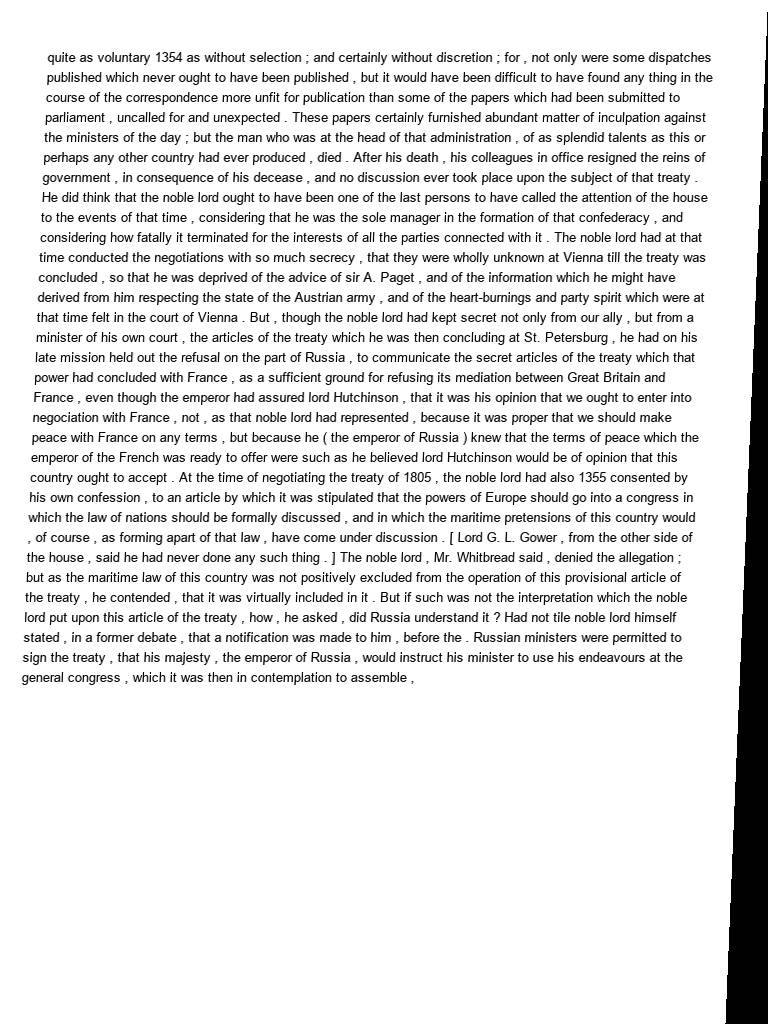 quite as voluntary 1354 as without selection ; and certainly without discretion ; for , not only were some dispatches
published which never ought to have been published , but it would have been difficult to have found any thing in the
course of the correspondence more unfit for publication than some of the papers which had been submitted to
parliament , uncalled for and unexpected . These papers certainly furnished abundant matter of inculpation against
the ministers of the day ; but the man who was at the head of that administration , of as splendid talents as this or
perhaps any other country had ever produced , died . After his death , his colleagues in office resigned the reins of
government , in consequence of his decease , and no discussion ever took place upon the subject of that treaty .
He did think that the noble lord ought to have been one of the last persons to have called the attention of the house
to the events of that time , considering that he was the sole manager in the formation of that confederacy , and
considering how fatally it terminated for the interests of all the parties connected with it . The noble lord had at that
time conducted the negotiations with so much secrecy , that they were wholly unknown at Vienna till the treaty was
concluded , so that he was deprived of the advice of sir A. Paget , and of the information which he might have
derived from him respecting the state of the Austrian army , and of the heart-burnings and party spirit which were at
that time felt in the court of Vienna . But , though the noble lord had kept secret not only from our ally , but from a
minister of his own court , the articles of the treaty which he was then concluding at St. Petersburg , he had on his
late mission held out the refusal on the part of Russia , to communicate the secret articles of the treaty which that
power had concluded with France , as a sufficient ground for refusing its mediation between Great Britain and
France , even though the emperor had assured lord Hutchinson , that it was his opinion that we ought to enter into
negociation with France , not , as that noble lord had represented , because it was proper that we should make
peace with France on any terms , but because he ( the emperor of Russia ) knew that the terms of peace which the
emperor of the French was ready to offer were such as he believed lord Hutchinson would be of opinion that this
country ought to accept . At the time of negotiating the treaty of 1805 , the noble lord had also 1355 consented by
his own confession , to an article by which it was stipulated that the powers of Europe should go into a congress in
which the law of nations should be formally discussed , and in which the maritime pretensions of this country would
, of course , as forming apart of that law , have come under discussion . [ Lord G. L. Gower , from the other side of
the house , said he had never done any such thing . ] The noble lord , Mr. Whitbread said , denied the allegation ;
but as the maritime law of this country was not positively excluded from the operation of this provisional article of
the treaty , he contended , that it was virtually included in it . But if such was not the interpretation which the noble
lord put upon this article of the treaty , how , he asked , did Russia understand it ? Had not tile noble lord himself
stated , in a former debate , that a notification was made to him , before the . Russian ministers were permitted to
sign the treaty , that his majesty , the emperor of Russia , would instruct his minister to use his endeavours at the
general congress , which it was then in contemplation to assemble ,